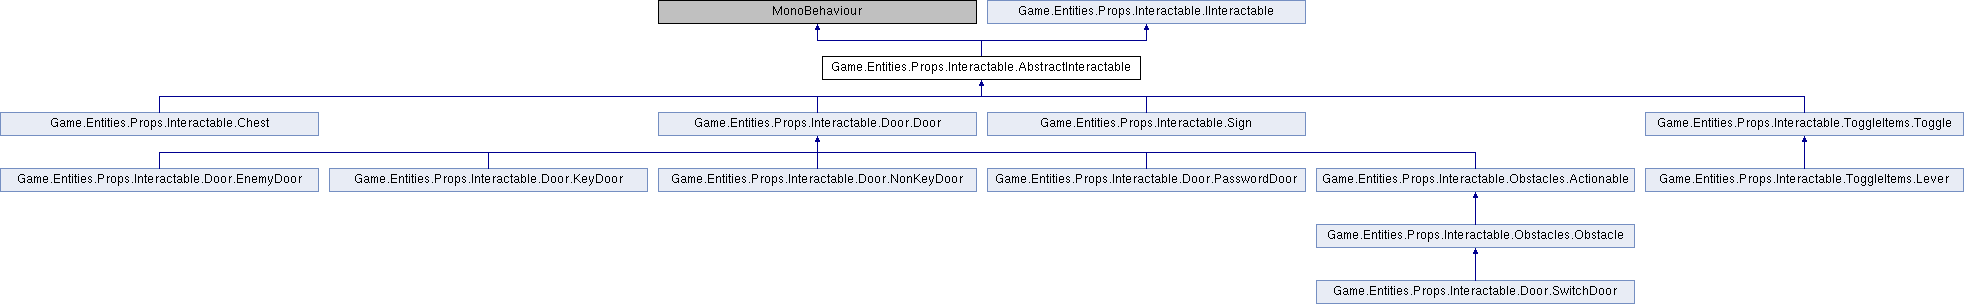 MonoBehaviour
Game.Entities.Props.Interactable.IInteractable
Game.Entities.Props.Interactable.AbstractInteractable
Game.Entities.Props.Interactable.Chest
Game.Entities.Props.Interactable.Door.Door
Game.Entities.Props.Interactable.Sign
Game.Entities.Props.Interactable.ToggleItems.Toggle
Game.Entities.Props.Interactable.Door.EnemyDoor
Game.Entities.Props.Interactable.Door.KeyDoor
Game.Entities.Props.Interactable.Door.NonKeyDoor
Game.Entities.Props.Interactable.Door.PasswordDoor
Game.Entities.Props.Interactable.Obstacles.Actionable
Game.Entities.Props.Interactable.ToggleItems.Lever
Game.Entities.Props.Interactable.Obstacles.Obstacle
Game.Entities.Props.Interactable.Door.SwitchDoor